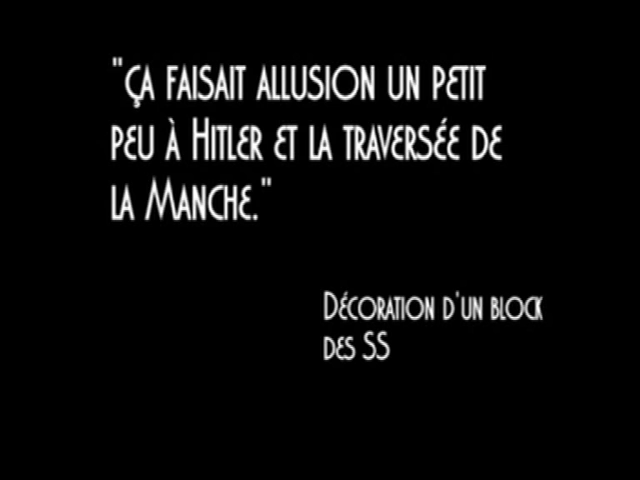 "Ça faisait allusion un petit
peu à Hitler et la traversée de
la Manche."
Décoration d'un block
des SS